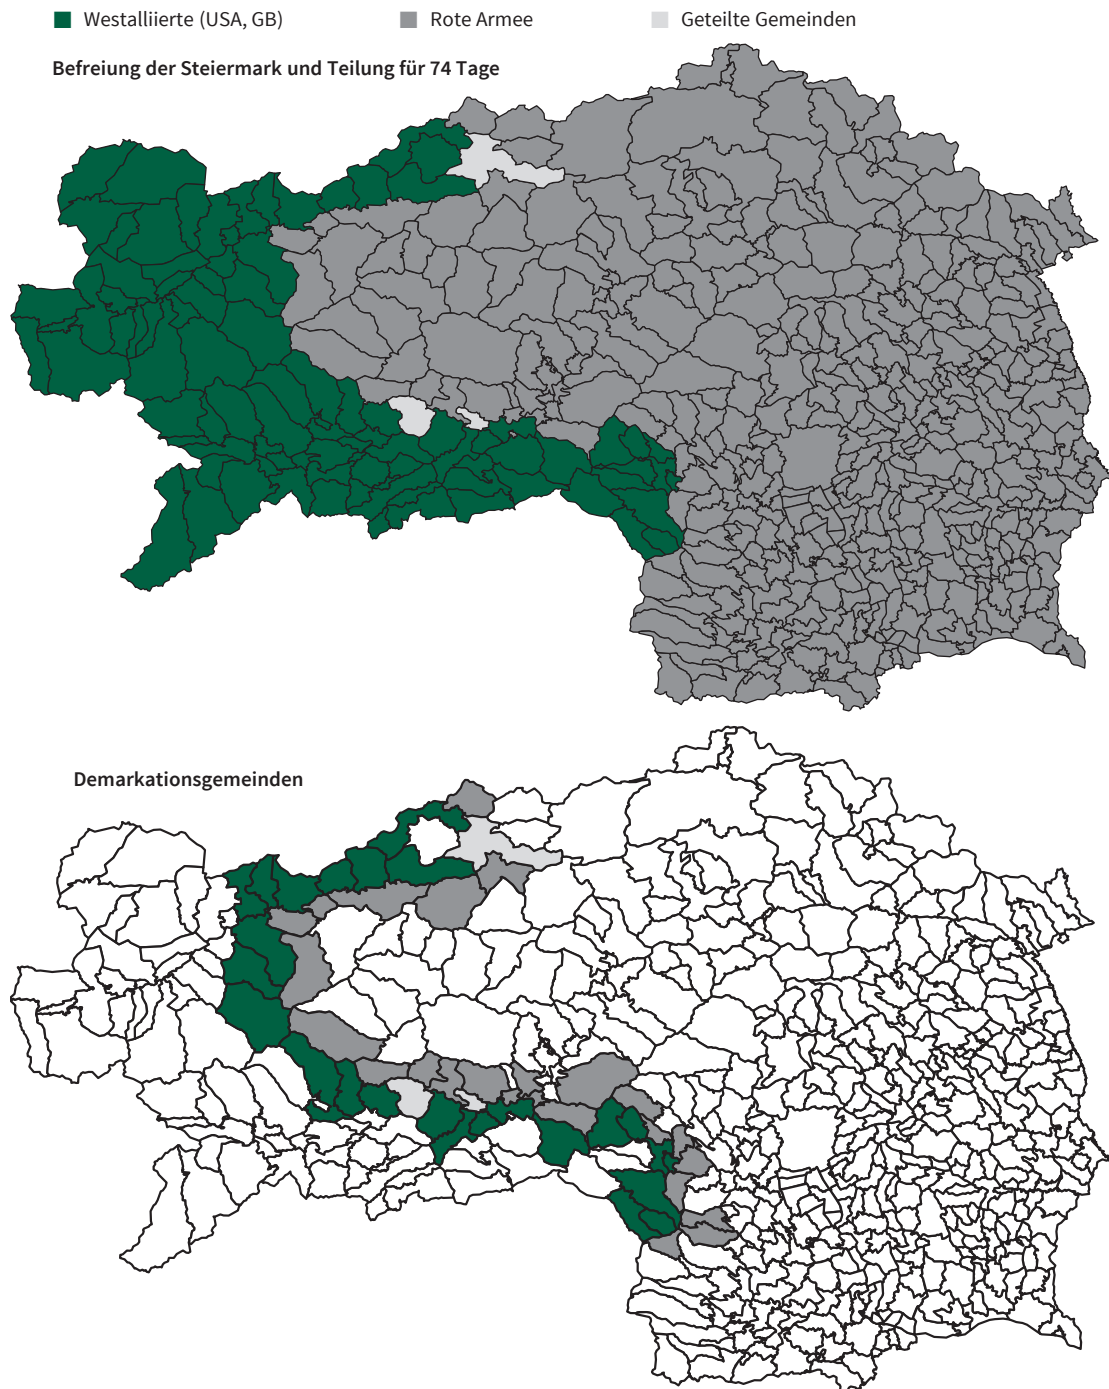 Westalliierte (USA, GB) Rote Armee Geteilte Gemeinden
Befreiung der Steiermark und Teilung für 74 Tage
Demarkationsgemeinden